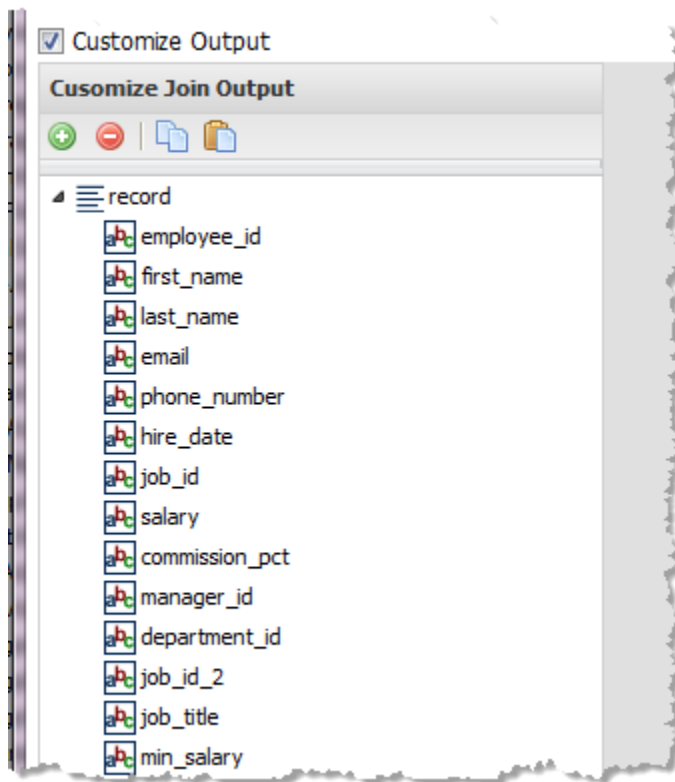 Customize Output
Cusomize Join Output
record
employee_id
first_name
last_name
email
phone_number
hire_date
job_id
salary
commission_pct
manager_id
department_id
job_id_2
job_title
min_salary